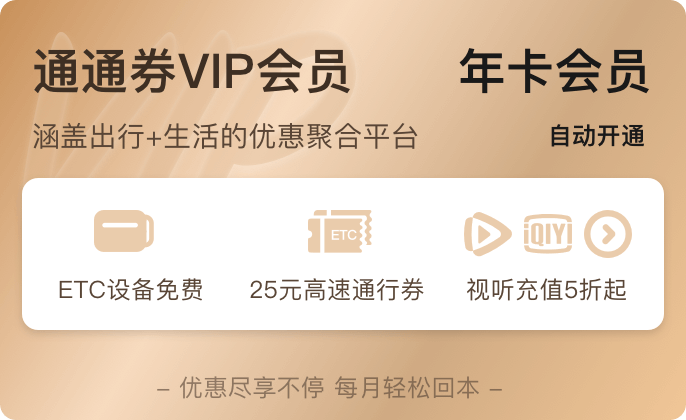 通通券VIP会员 年卡会员
涵盖出行+生活的优惠聚合平台 自动开通
VIP
ETC iQIYI
ETC设备免费 25元高速通行券 视听充值5折起
– 优惠尽享不停 每月轻松回本 –